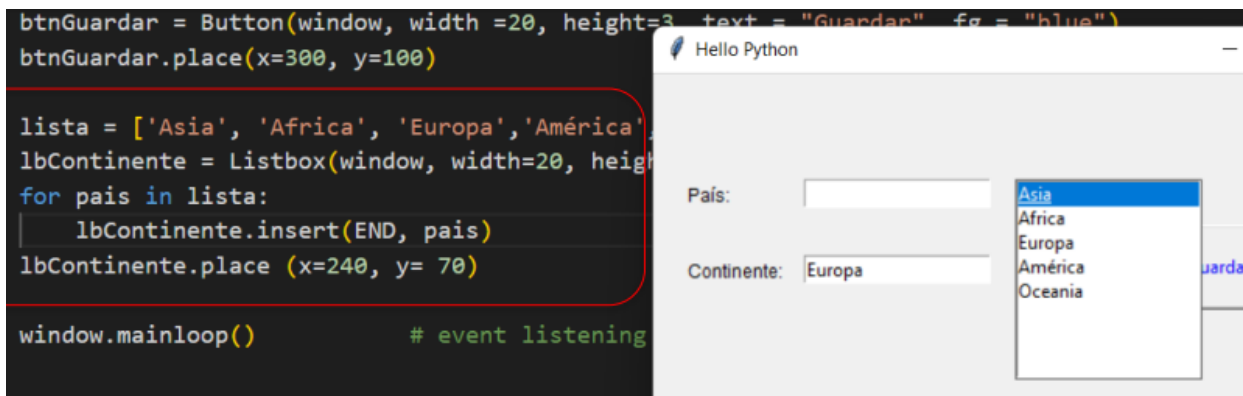 btnGuardar = Button(window, width =20, height=3, text = "Guardar", fg = "blue")
btnGuardar.place(x=300, y=100)
lista = ['Asia', 'Africa', 'Europa','América',
lbContinente = Listbox(window, width=20, heigh
for pais in lista:
lbContinente.insert(END, pais)
lbContinente.place (x=240, y= 70)
window.mainloop() # event listening
Hello Python
País:
Continente: Europa
Asia
Africa
Europa
América
Oceania
uarda